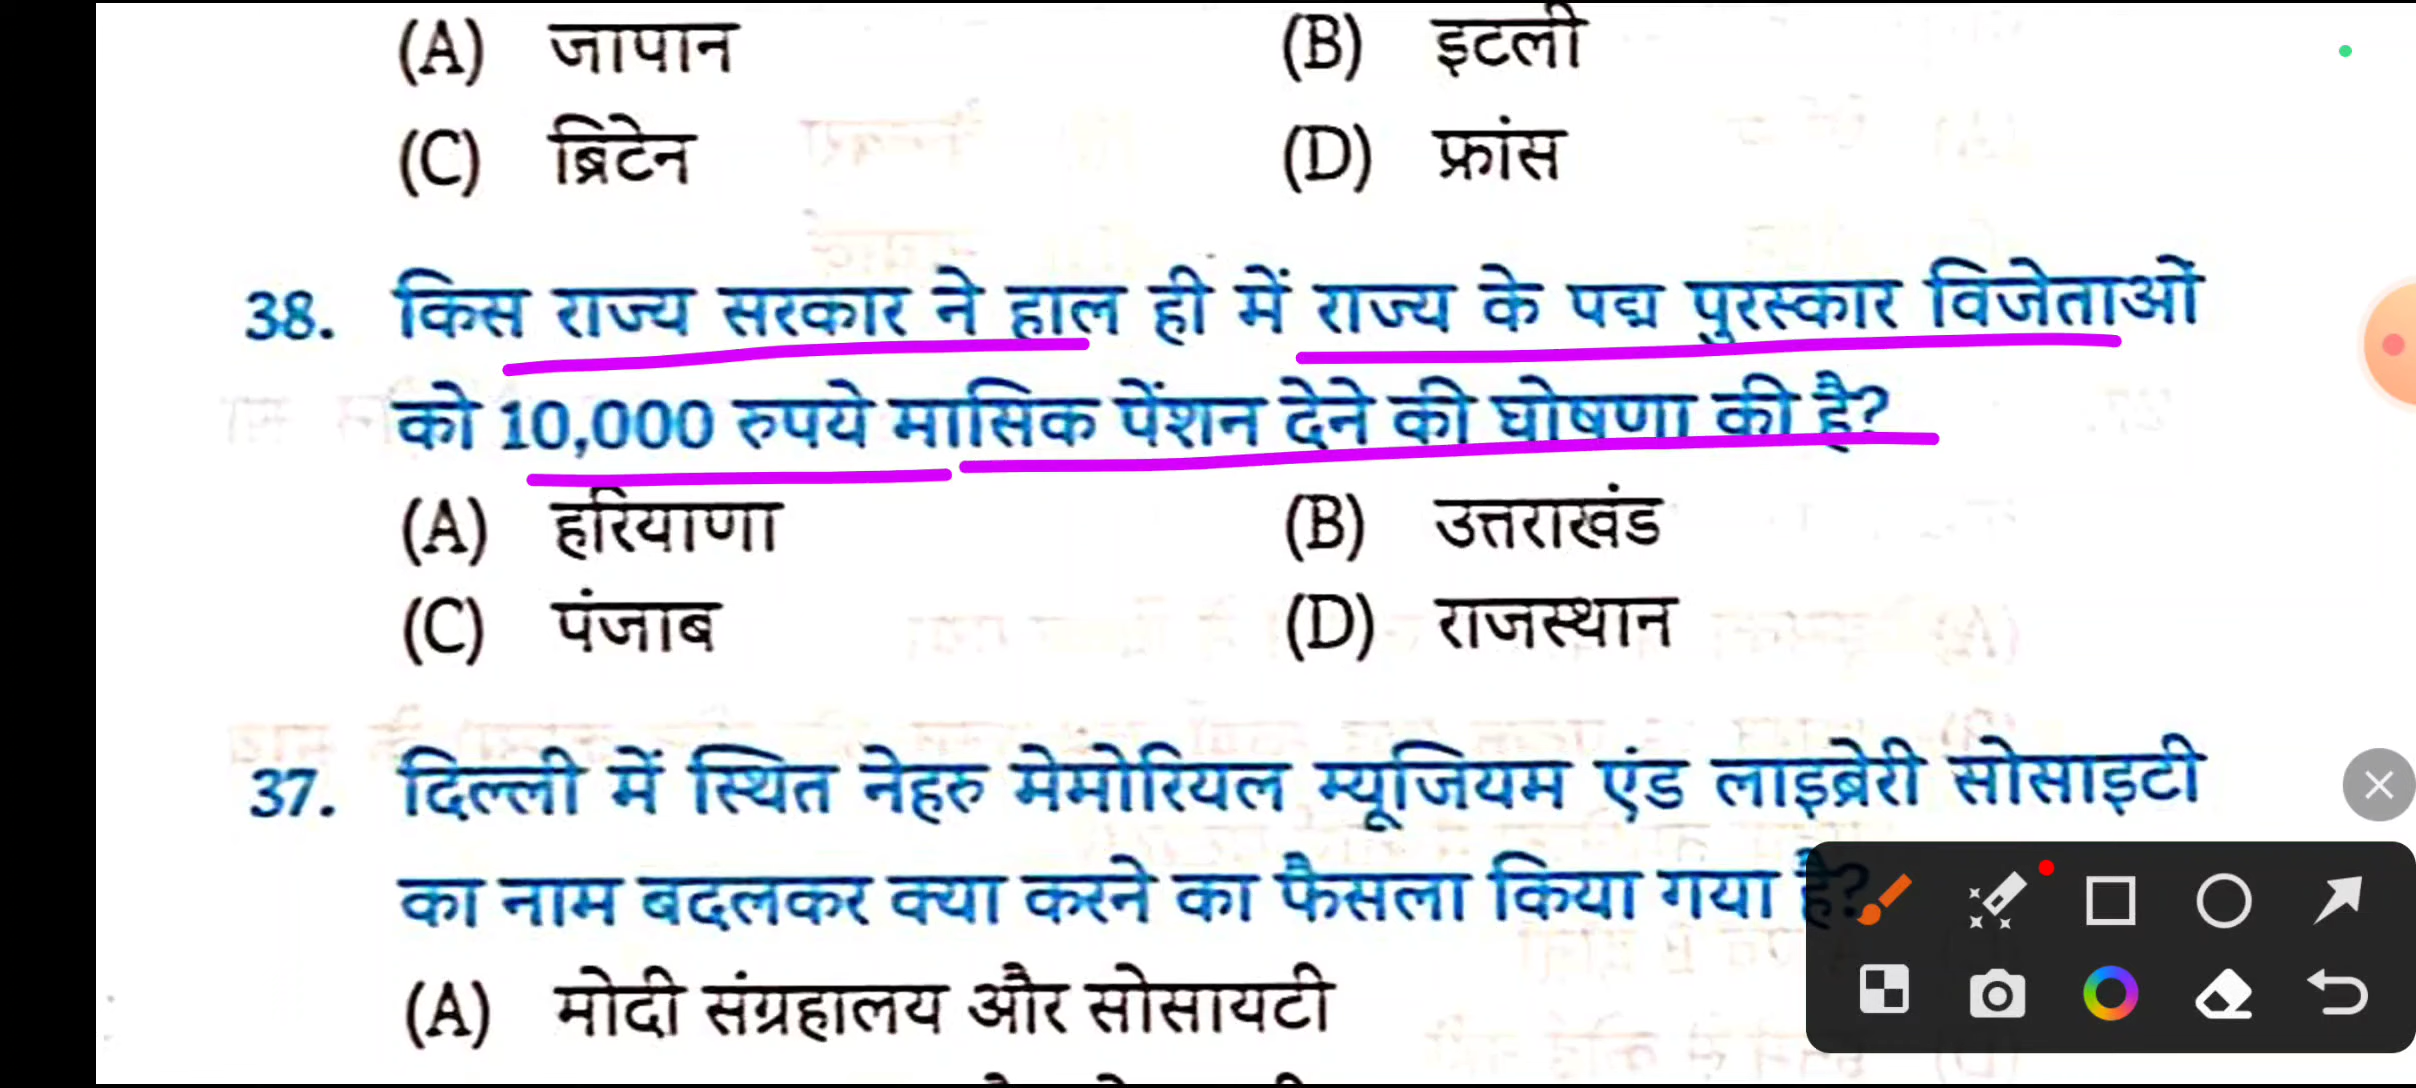 (A) जापान (B) इटली
(C) ब्रिटेन (D) फ्रांस
38. किस राज्य सरकार ने हाल ही में राज्य के पद्म पुरस्कार विजेताओं
को 10,000 रुपये मासिक पेंशन देने की घोषणा की है?
(A) हरियाणा (B) उत्तराखंड
(C) पंजाब (D) राजस्थान
37. दिल्ली में स्थित नेहरु मेमोरियल म्यूजियम एंड लाइब्रेरी सोसाइटी
का नाम बदलकर क्या करने का फैसला किया गया है?
(A) मोदी संग्रहालय और सोसायटी